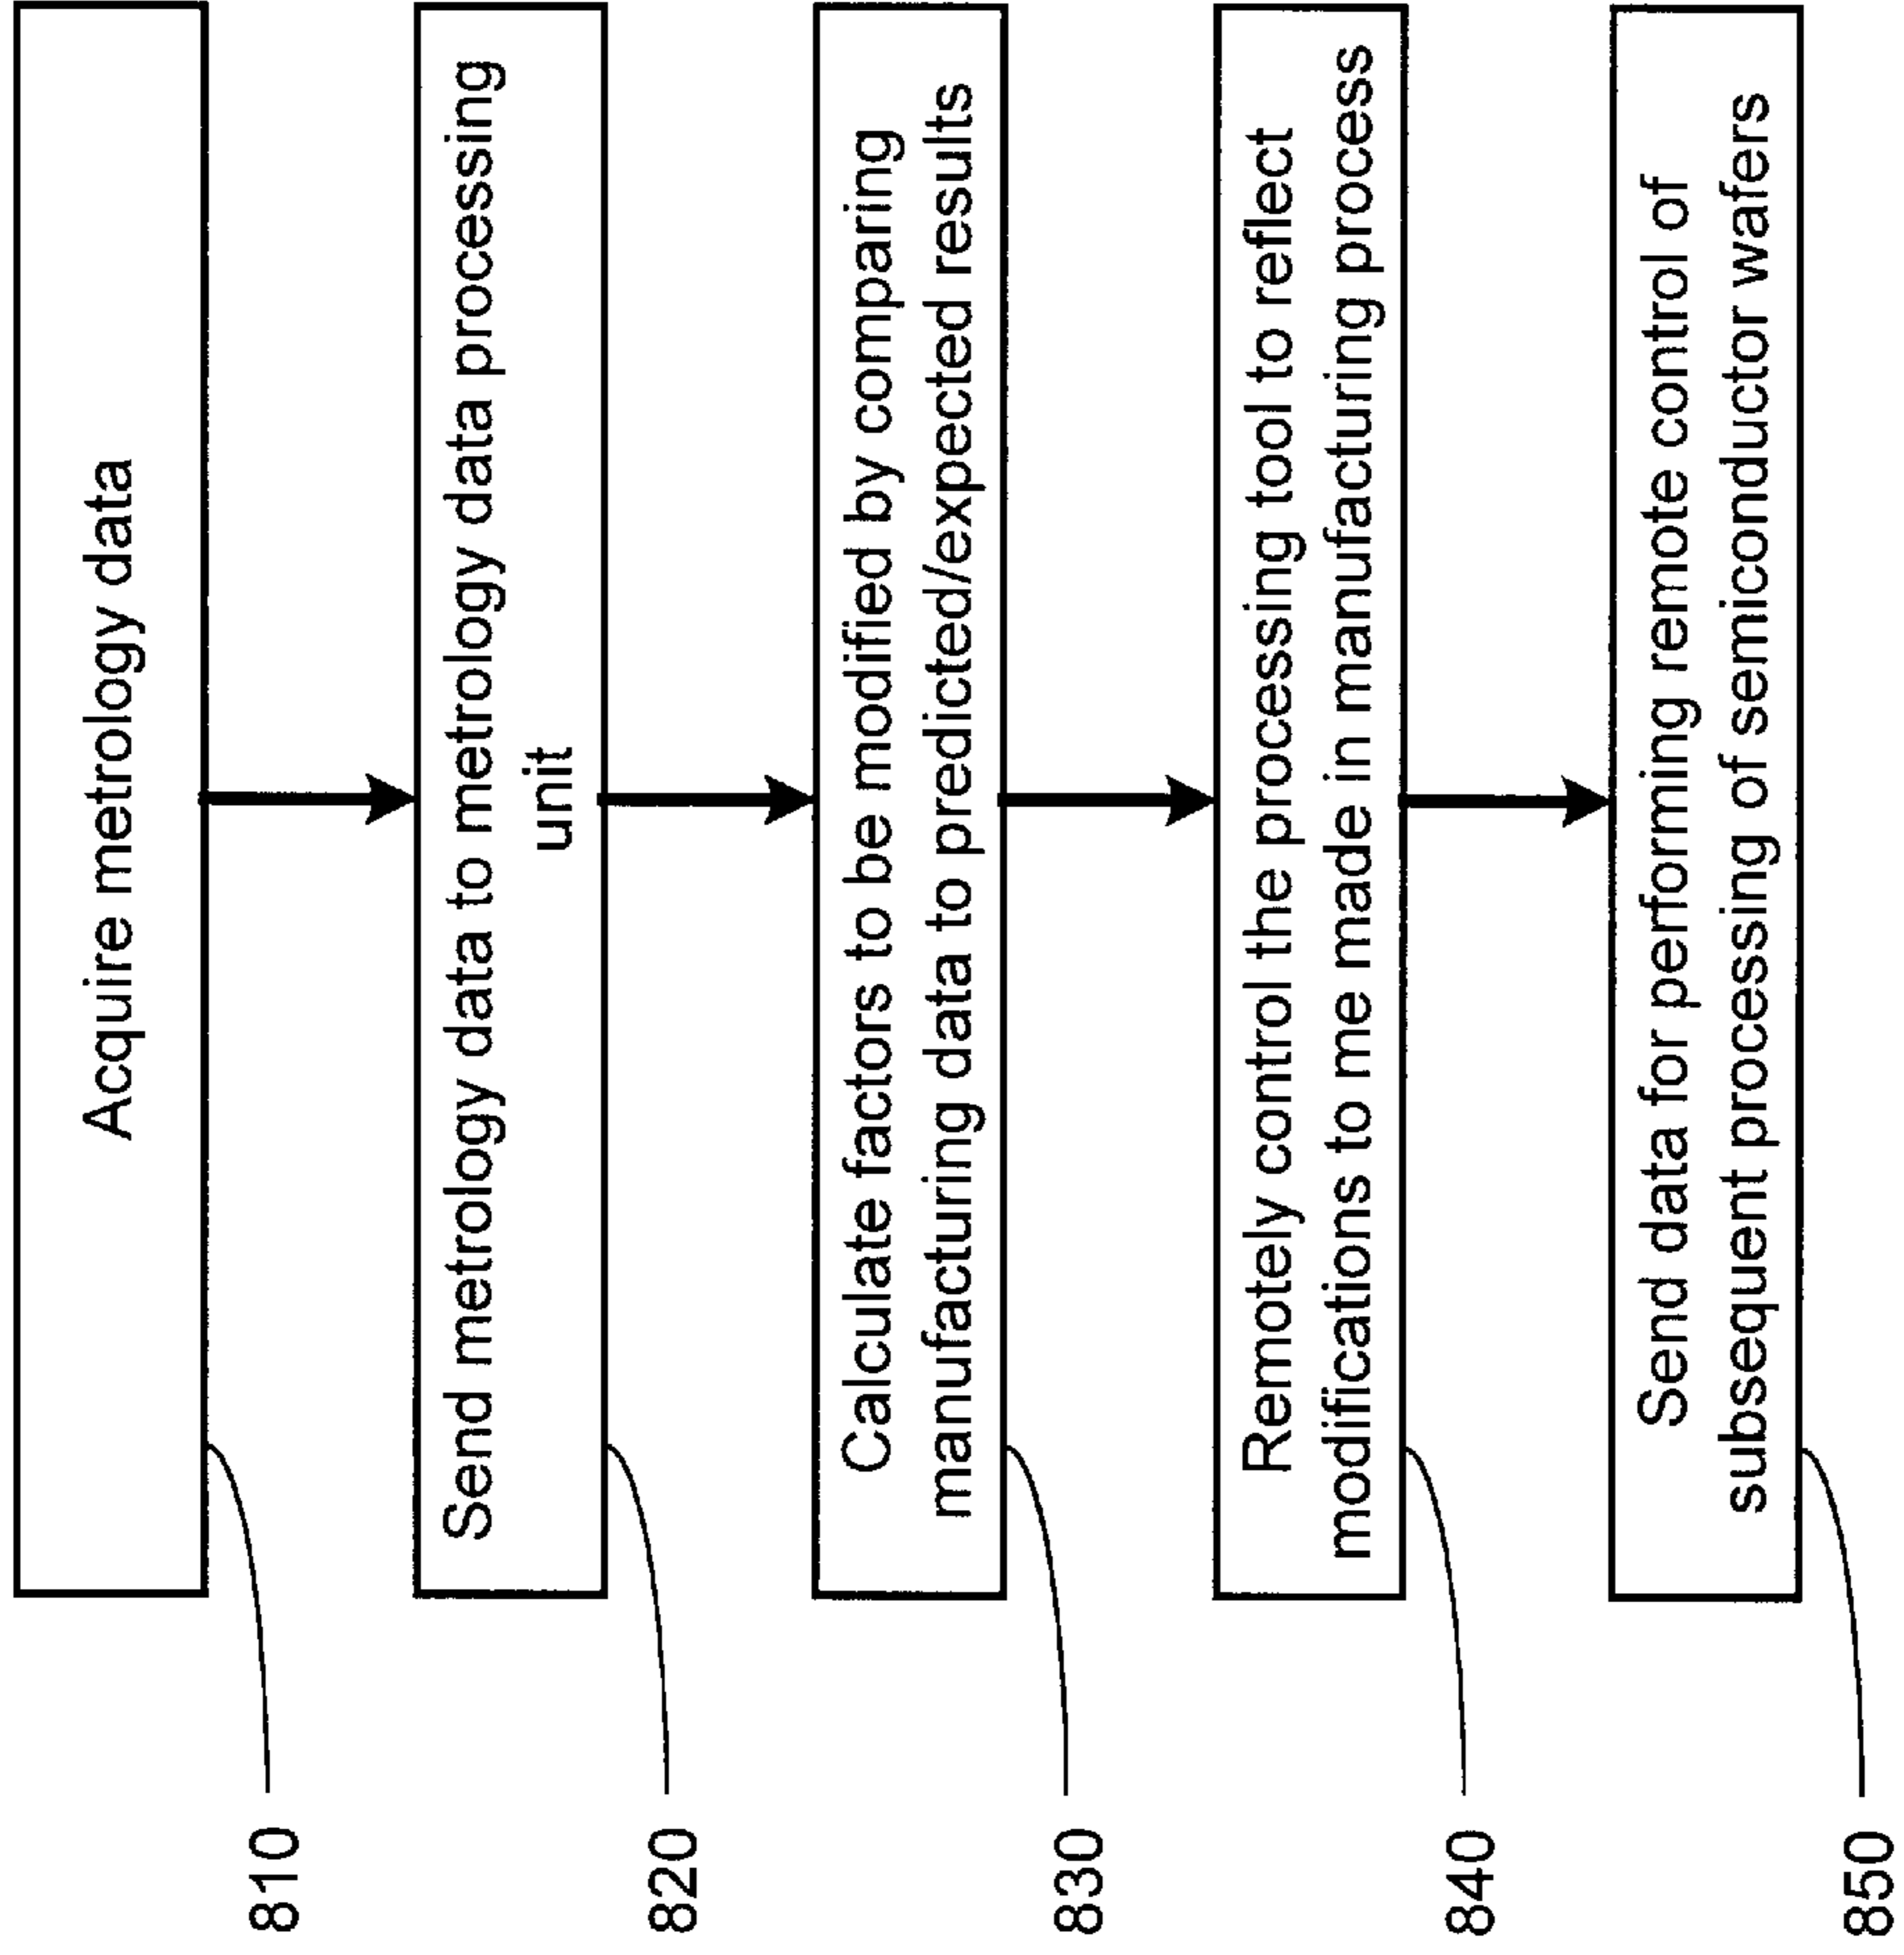 Acquire metrology data
810
Send metrology data to metrology data processing
unit
820
Calculate factors to be modified by comparing
manufacturing data to predicted/expected results
830
Remotely control the processing tool to reflect
modifications to me made in manufacturing process
840
Send data for performing remote control of
subsequent processing of semiconductor wafers
850